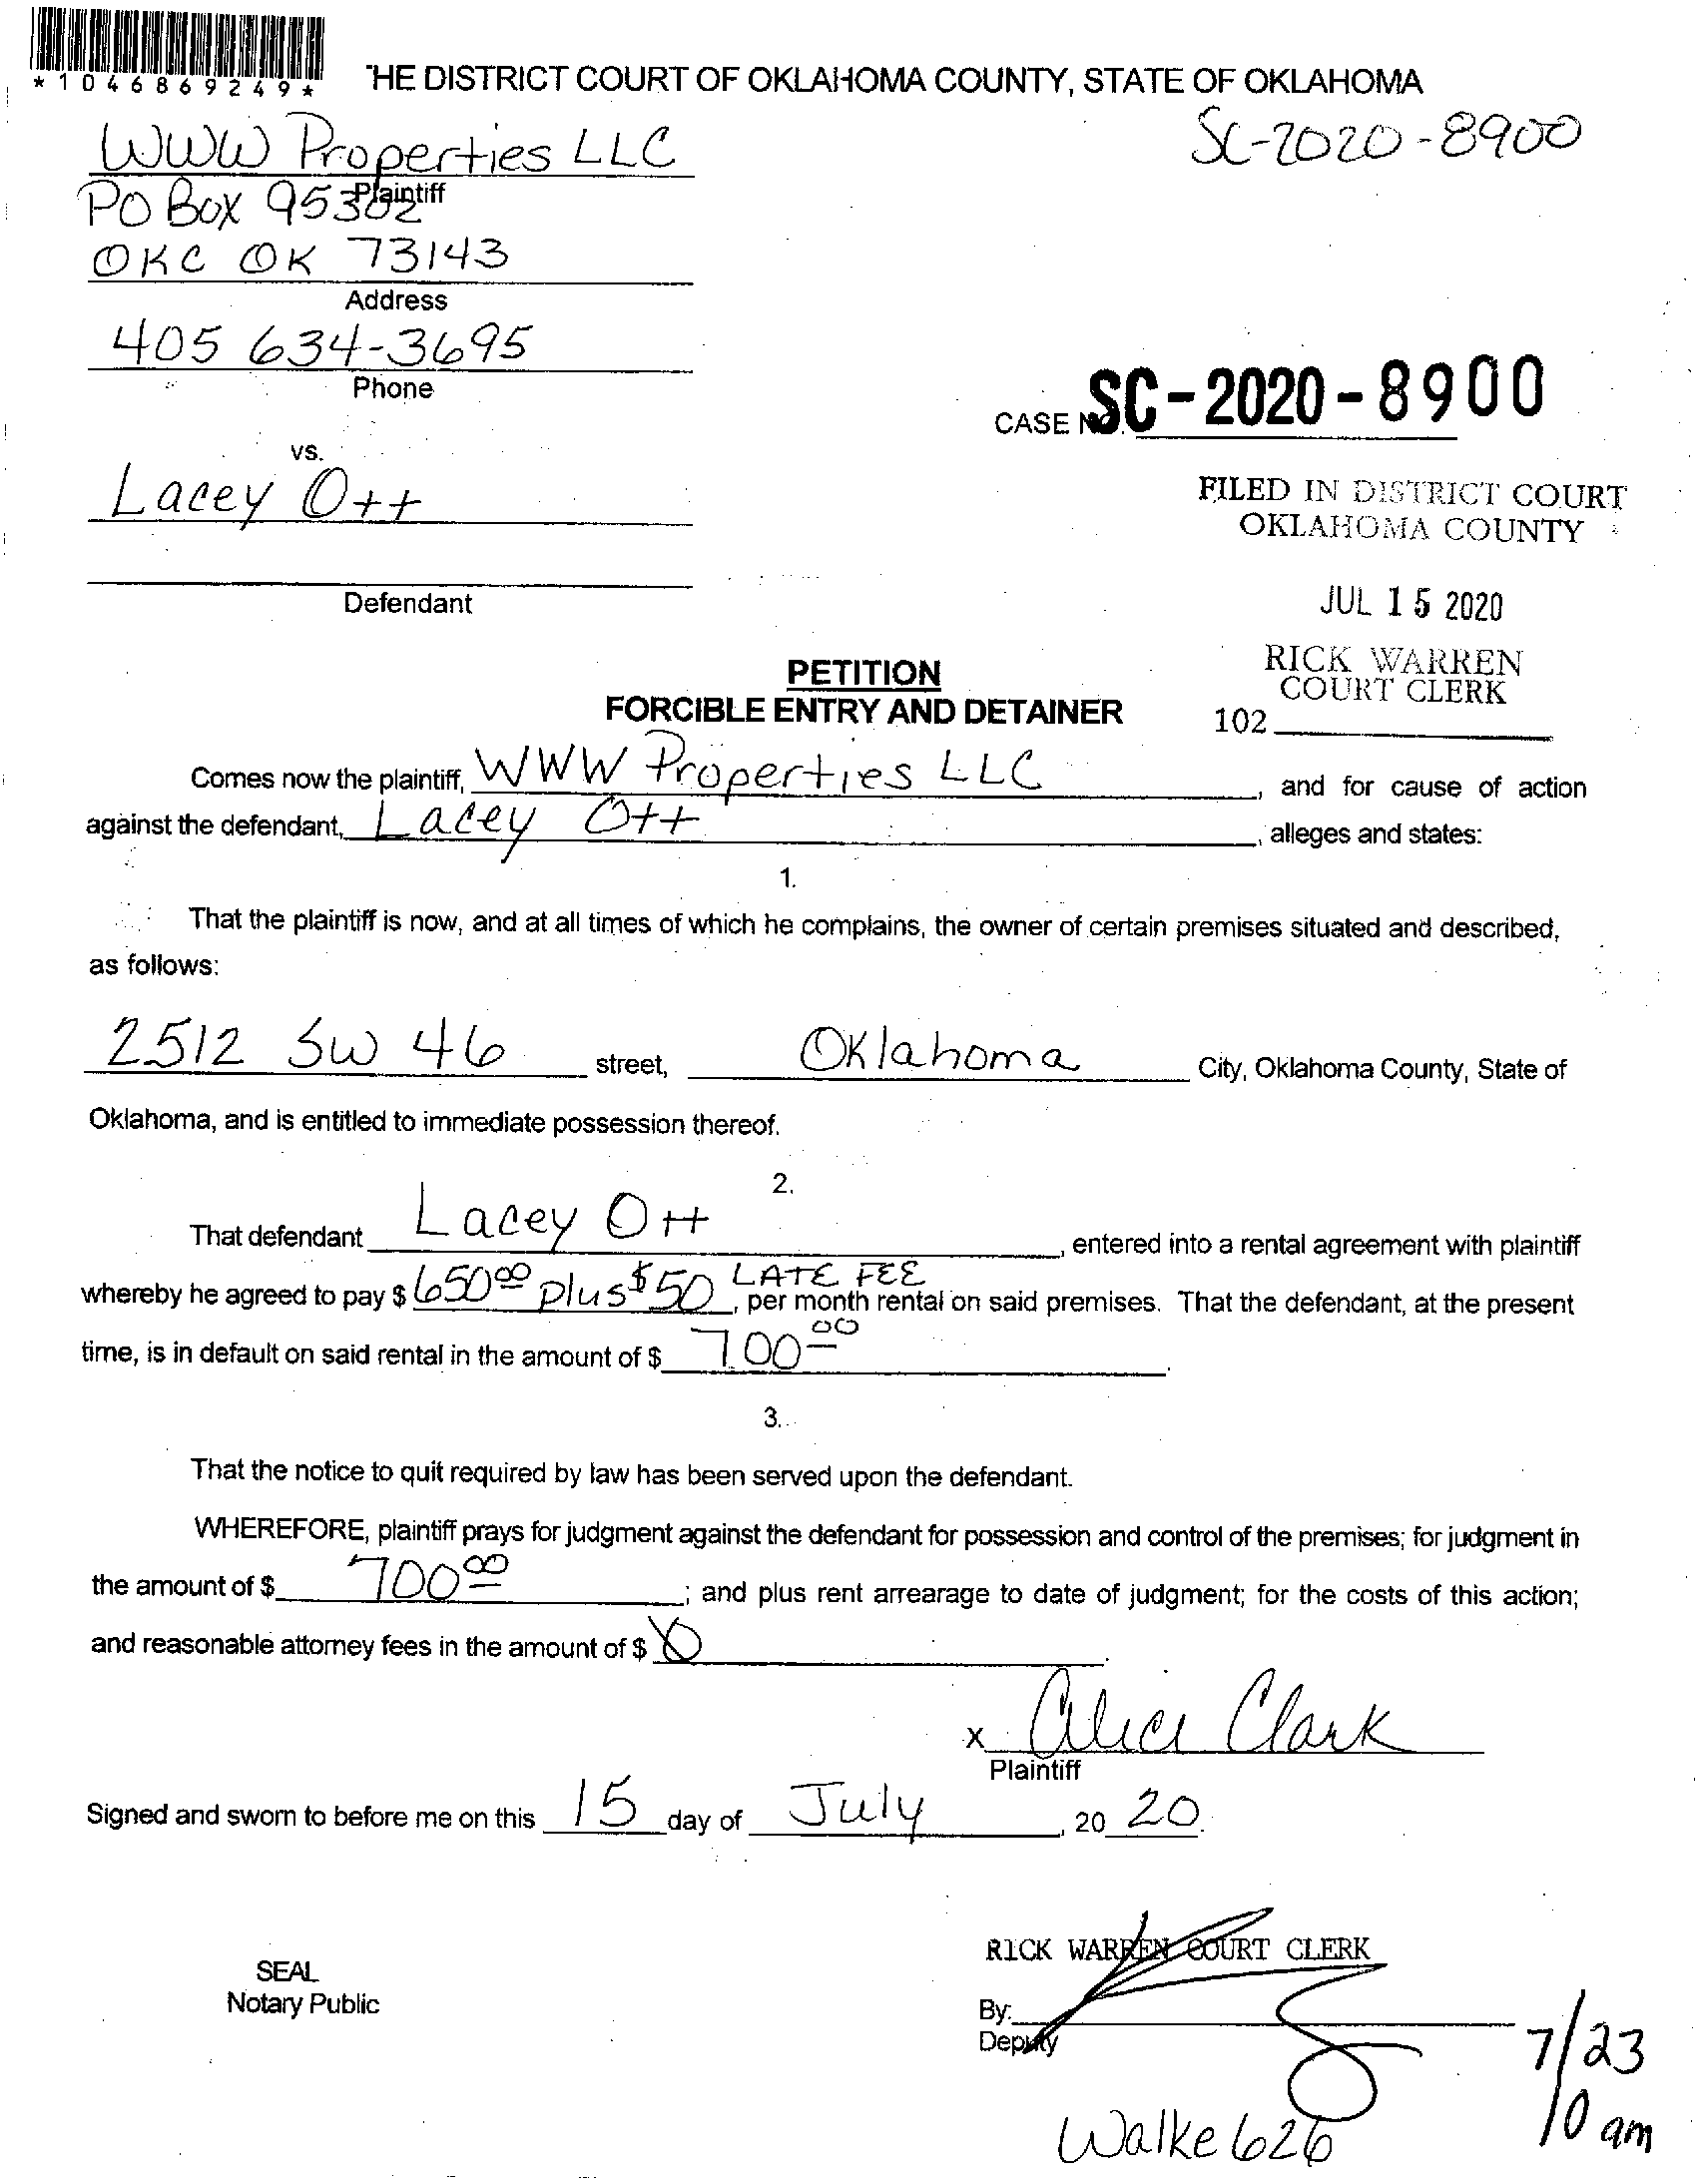 *1046869249*
THE DISTRICT COURT OF OKLAHOMA COUNTY, STATE OF OKLAHOMA
WWW Properties LLC
SC-2020-8900
Plaintiff
PO Box 95302
OKC OK 73143
Address
405 634-3695
Phone
CASE NO. SC-2020-8900
vs.
Lacey Ott
FILED IN DISTRICT COURT
OKLAHOMA COUNTY
Defendant
JUL 15 2020
RICK WARREN
COURT CLERK
102
PETITION
FORCIBLE ENTRY AND DETAINER
Comes now the plaintiff, WWW Properties LLC, and for cause of action
against the defendant, Lacey Ott, alleges and states:
1.
That the plaintiff is now, and at all times of which he complains, the owner of certain premises situated and described,
as follows:
2512 SW 46 street, Oklahoma City, Oklahoma County, State of
Oklahoma, and is entitled to immediate possession thereof.
2.
That defendant Lacey Ott, entered into a rental agreement with plaintiff
whereby he agreed to pay $ 650.00 plus $50 LATE FEE, per month rental on said premises. That the defendant, at the present
time, is in default on said rental in the amount of $ 700.00.
3.
That the notice to quit required by law has been served upon the defendant.
WHEREFORE, plaintiff prays for judgment against the defendant for possession and control of the premises; for judgment in
the amount of $ 700.00; and plus rent arrearage to date of judgment; for the costs of this action;
and reasonable attorney fees in the amount of $ 0.
x Alice Clark
Plaintiff
Signed and sworn to before me on this 15 day of July, 20 20.
RICK WARREN COURT CLERK
SEAL
Notary Public
By:
Deputy
7/23
10 am
Walke 626